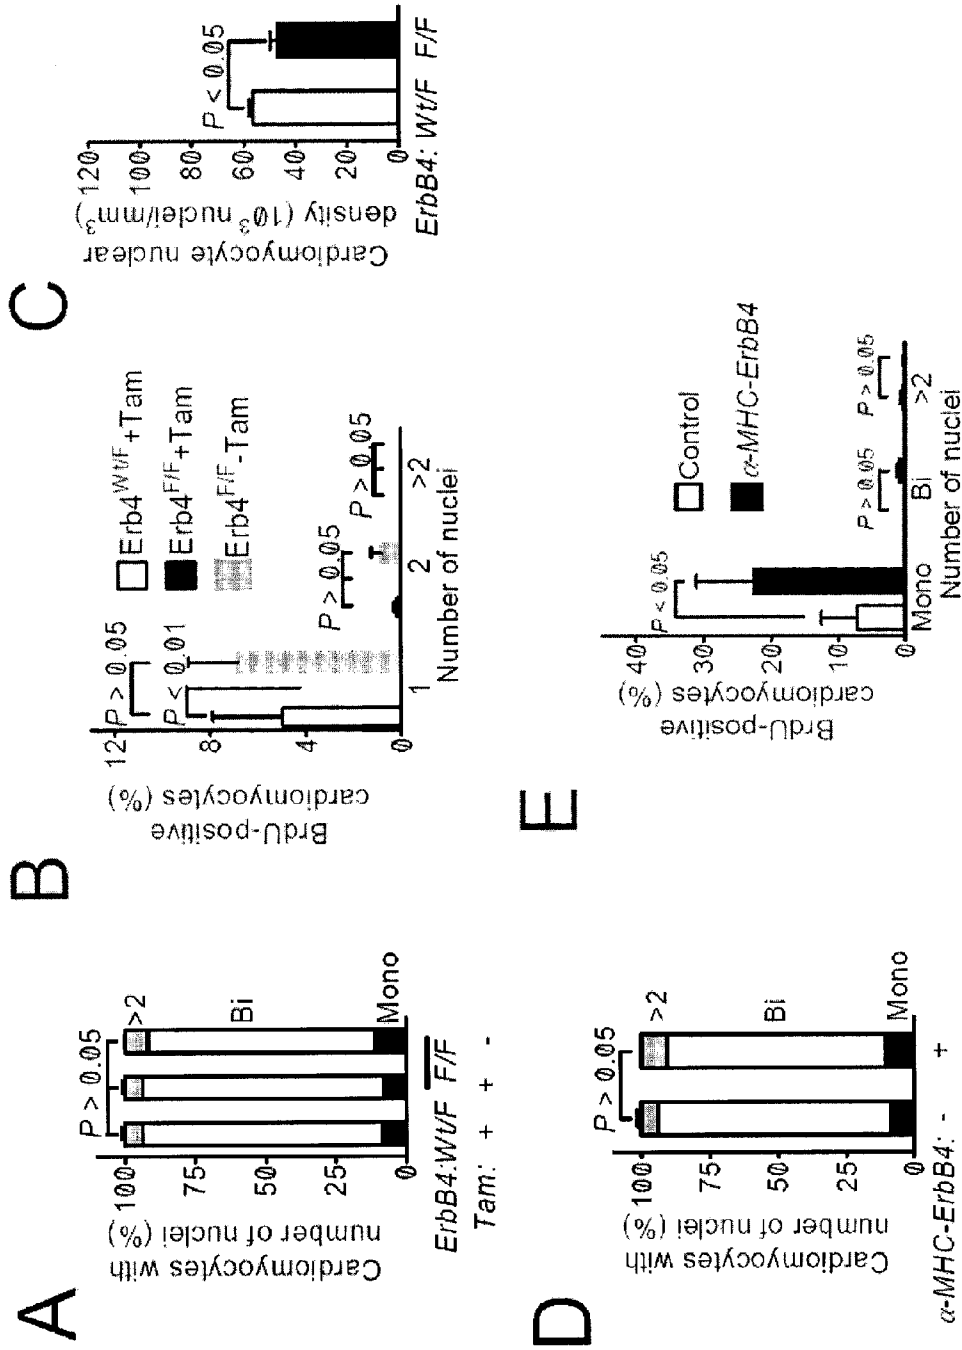 A
Cardiomyocytes with
number of nuclei (%)
100
75
50
25
0
P > 0.05
>2
Bi
Mono
ErbB4:Wt/F F/F
Tam: + + -
B
BrdU-positive
cardiomyocytes (%)
12
8
4
0
P > 0.05
P < 0.01
P > 0.05
P > 0.05
1 2 >2
Number of nuclei
Erb4Wt/F+Tam
Erb4F/F+Tam
Erb4F/F-Tam
C
Cardiomyocyte nuclear
density (10³ nuclei/mm³)
120
100
80
60
40
20
0
P < 0.05
ErbB4: Wt/F F/F
D
Cardiomyocytes with
number of nuclei (%)
100
75
50
25
0
P > 0.05
>2
Bi
Mono
α-MHC-ErbB4: - +
E
BrdU-positive
cardiomyocytes (%)
40
30
20
10
0
P < 0.05
P > 0.05
P > 0.05
Mono Bi >2
Number of nuclei
Control
α-MHC-ErbB4